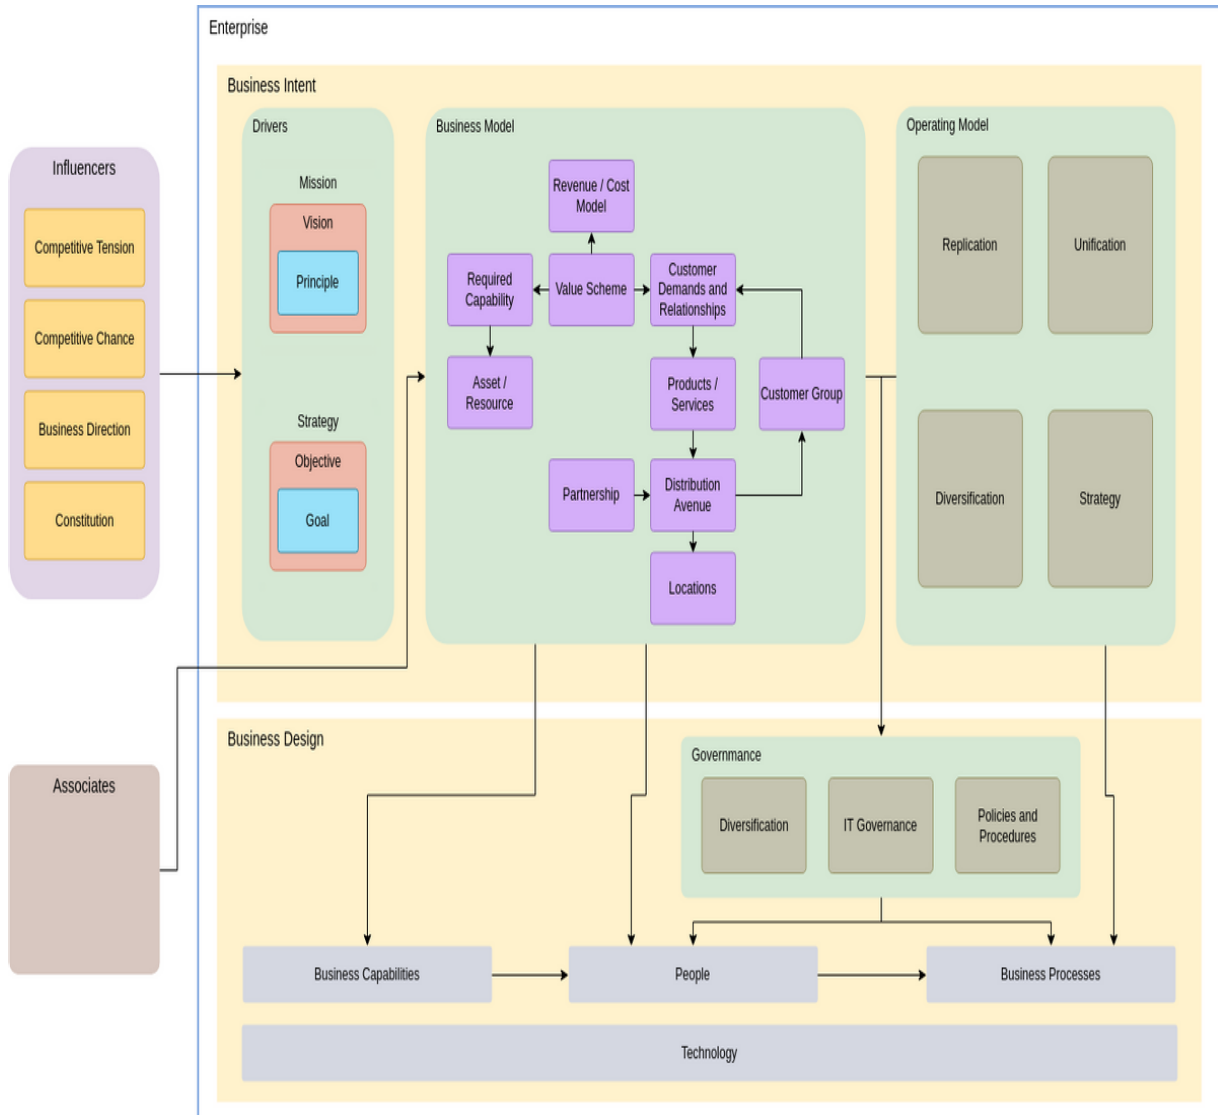 Enterprise
Business Intent
Influencers
Competitive Tension
Competitive Chance
Business Direction
Constitution
Associates
Drivers
Mission
Vision
Principle
Strategy
Objective
Goal
Business Model
Revenue / Cost
Model
Required
Capability
Value Scheme
Customer
Demands and
Relationships
Asset /
Resource
Products /
Services
Customer Group
Partnership
Distribution
Avenue
Locations
Operating Model
Replication
Unification
Diversification
Strategy
Business Design
Govermance
Diversification
IT Governance
Policies and
Procedures
Business Capabilities
People
Business Processes
Technology